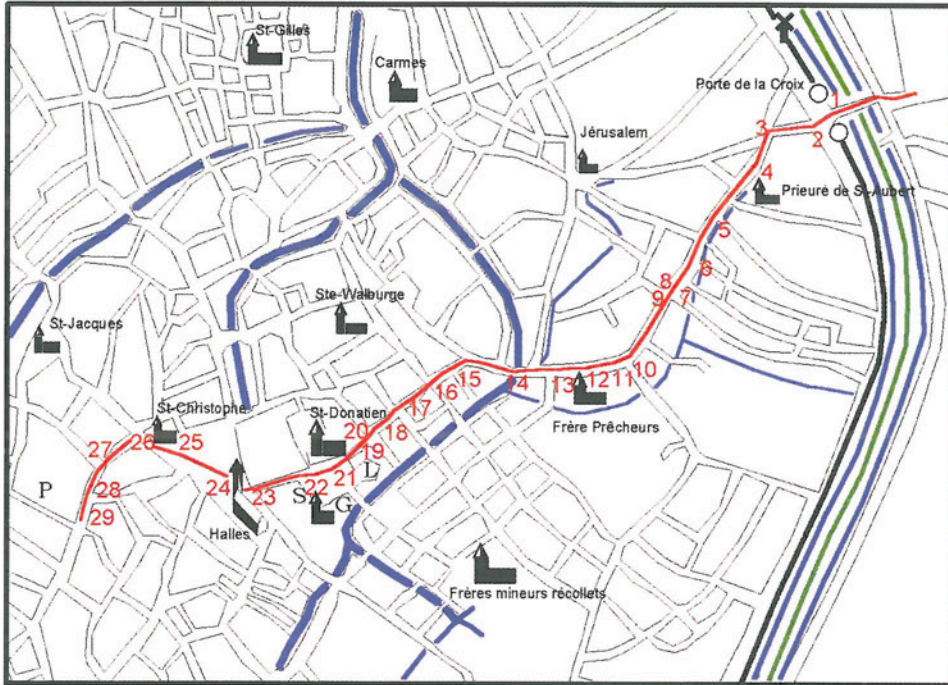 St-Gilles
Carmes
Porte de la Croix
1
2
3
Jérusalem
4
Prieuré de St-Aubert
5
6
8
7
9
Ste-Walburge
St-Jacques
10
15
14
13 12 11
16
17
Frère Prêcheurs
St-Christophe
St-Donatien
18
20
19
27 26 25
21 L
P
28
24
23
22
S G
29
Halles
Frères mineurs récollets